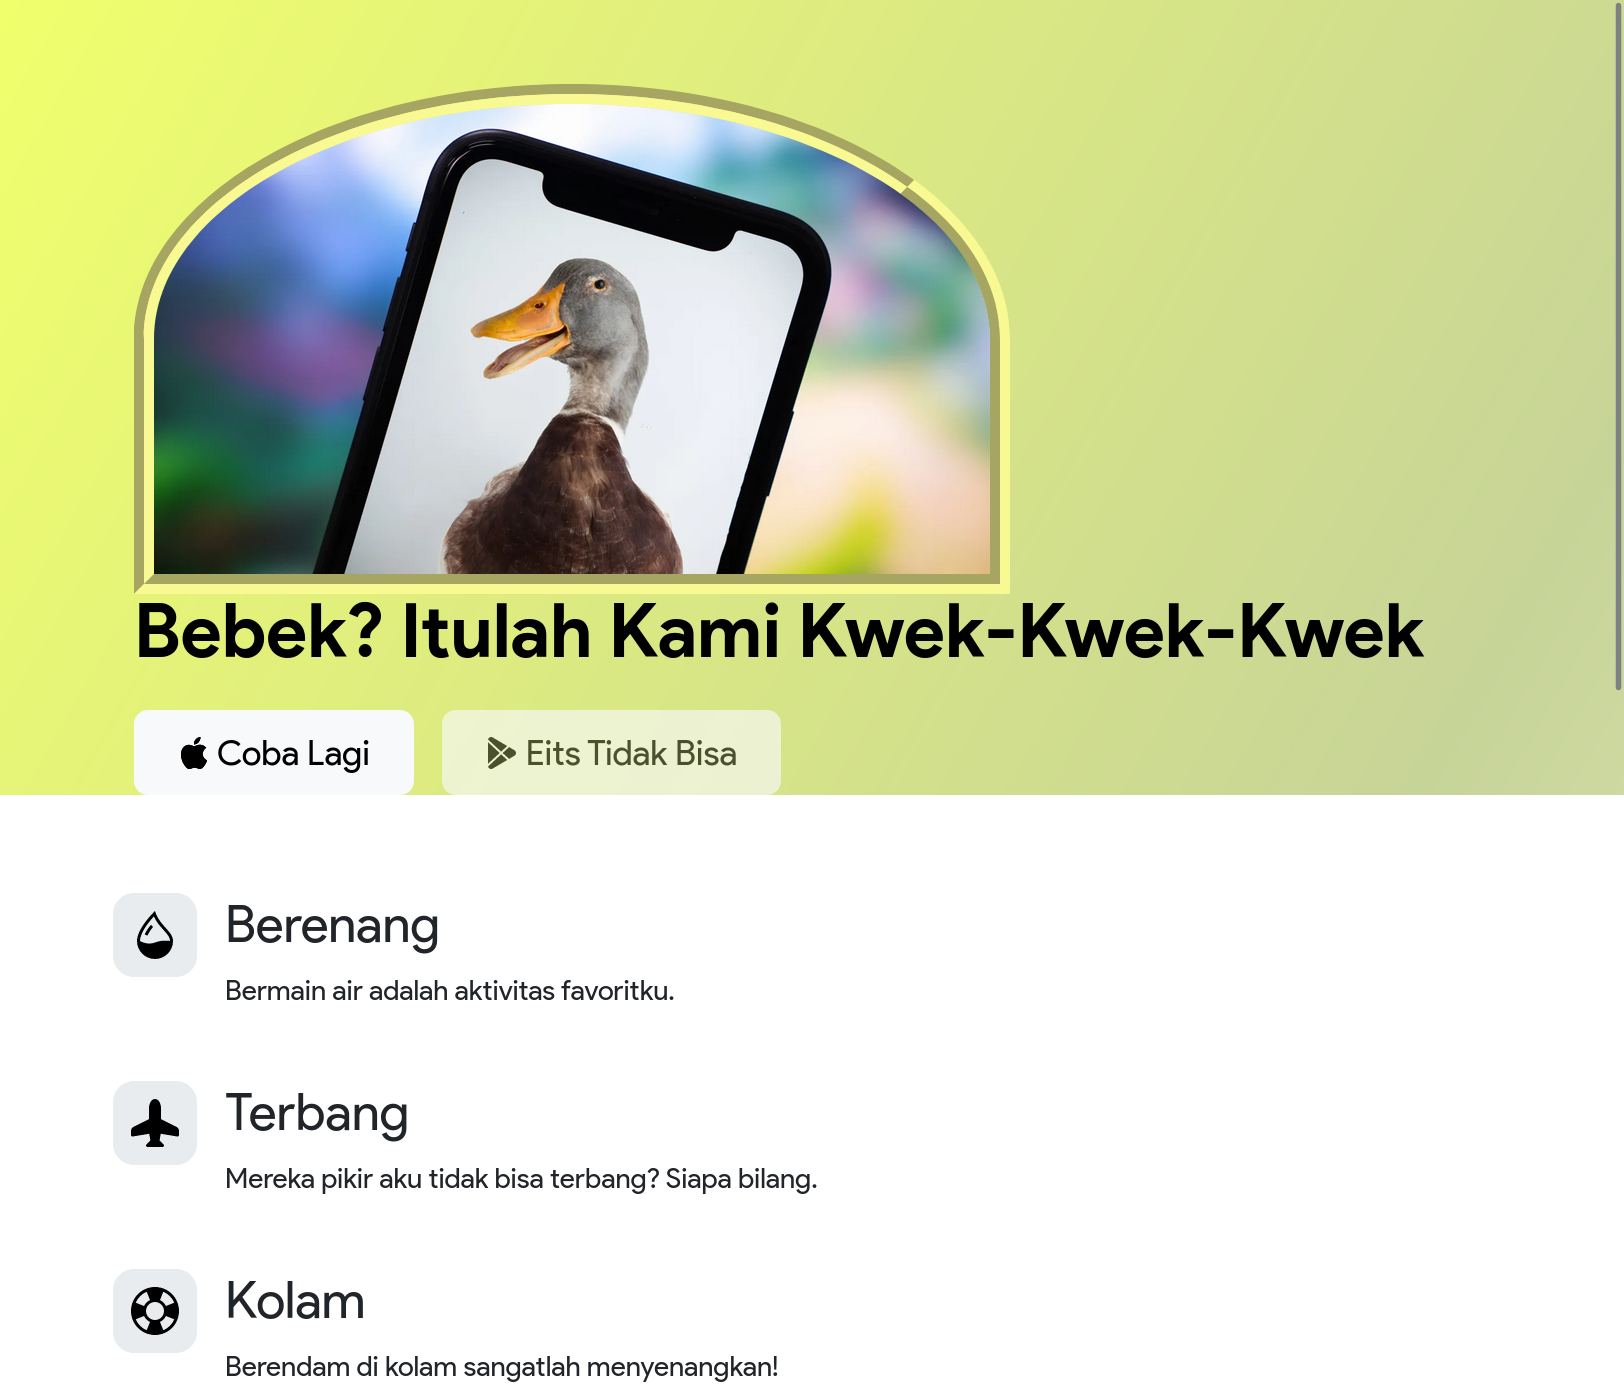 Bebek? Itulah Kami Kwek-Kwek-Kwek
Coba Lagi
Eits Tidak Bisa
Berenang
Bermain air adalah aktivitas favoritku.
Terbang
Mereka pikir aku tidak bisa terbang? Siapa bilang.
Kolam
Berendam di kolam sangatlah menyenangkan!